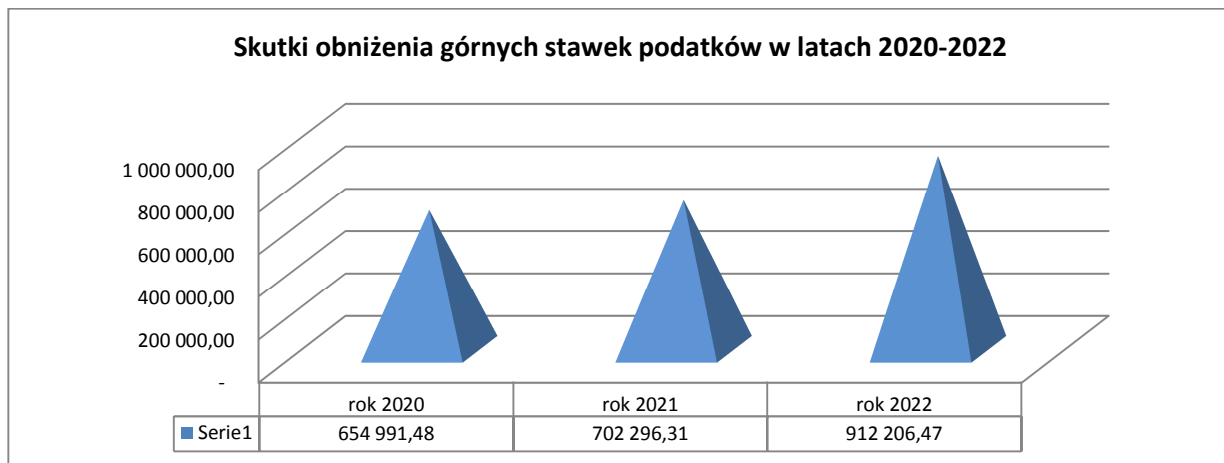 Skutki obniżenia górnych stawek podatków w latach 2020-2022
1 000 000,00
800 000,00
600 000,00
400 000,00
200 000,00
-
rok 2020 rok 2021 rok 2022
Serie1 654 991,48 702 296,31 912 206,47